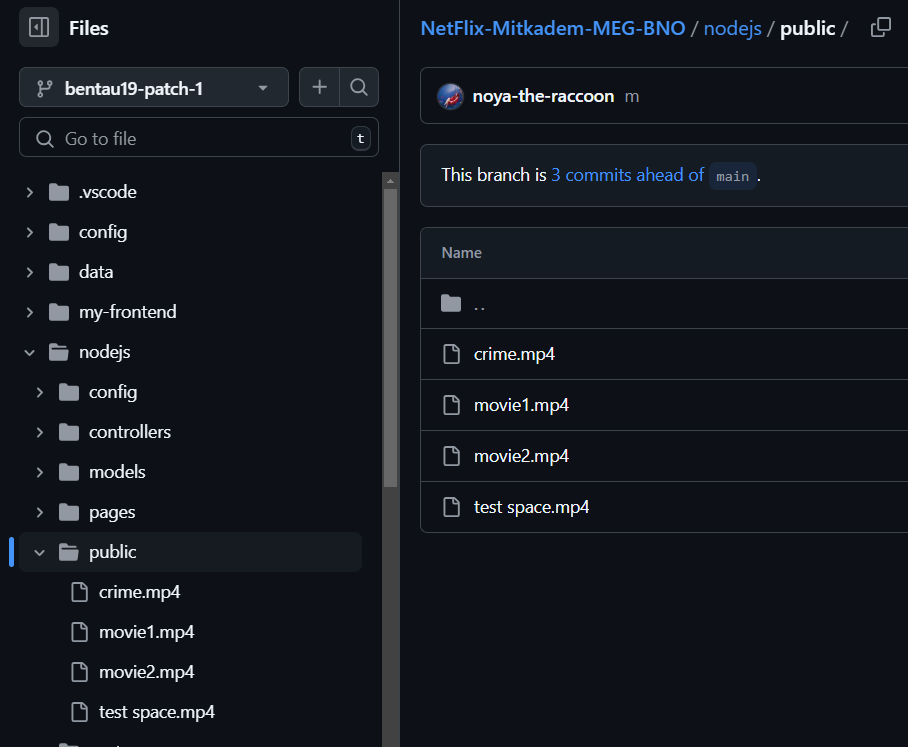 Files
bentau19-patch-1
Go to file
t
.vscode
config
data
my-frontend
nodejs
config
controllers
models
pages
public
crime.mp4
movie1.mp4
movie2.mp4
test space.mp4
NetFlix-Mitkadem-MEG-BNO / nodejs / public /
noya-the-raccoon m
This branch is 3 commits ahead of main .
Name
..
crime.mp4
movie1.mp4
movie2.mp4
test space.mp4